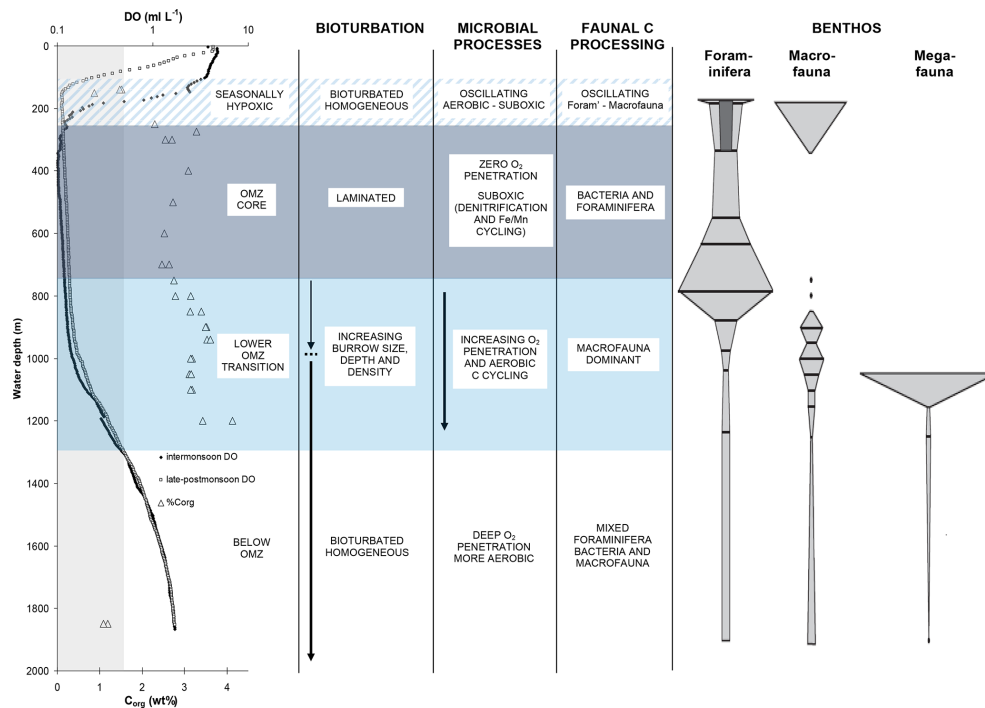 DO (ml L-1)
0.1 1 10
BIOTURBATION
MICROBIAL
PROCESSES
FAUNAL C
PROCESSING
BENTHOS
Foram-
inifera
Macro-
fauna
Mega-
fauna
0
200
400
600
800
1000
1200
1400
1600
1800
2000
Water depth (m)
SEASONALLY
HYPOXIC
BIOTURBATED
HOMOGENEOUS
OSCILLATING
AEROBIC - SUBOXIC
OSCILLATING
Foram' - Macrofauna
OMZ
CORE
LAMINATED
ZERO O2
PENETRATION
SUBOXIC
(DENITRIFICATION
AND Fe/Mn
CYCLING)
BACTERIA AND
FORAMINIFERA
LOWER
OMZ
TRANSITION
INCREASING
BURROW SIZE,
DEPTH AND
DENSITY
INCREASING O2
PENETRATION
AND AEROBIC
C CYCLING
MACROFAUNA
DOMINANT
intermonsoon DO
late-postmonsoon DO
%Corg
BELOW
OMZ
BIOTURBATED
HOMOGENEOUS
DEEP O2
PENETRATION
MORE AEROBIC
MIXED
FORAMINIFERA
BACTERIA AND
MACROFAUNA
0 1 2 3 4
Corg (wt%)